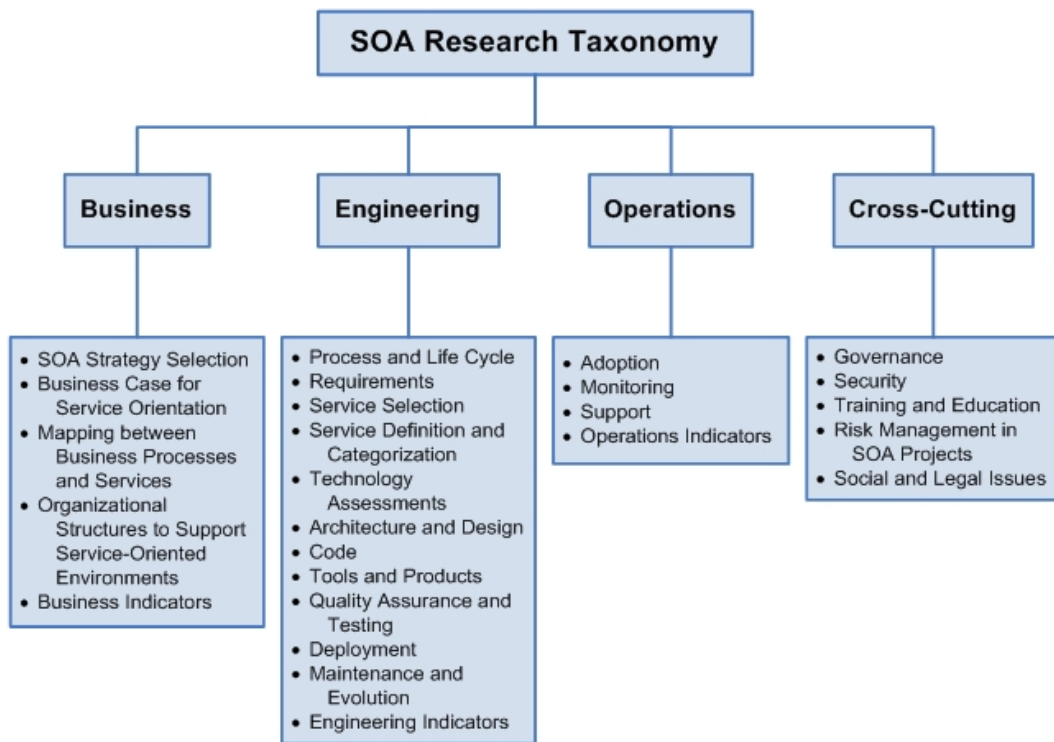 SOA Research Taxonomy
Business
Engineering
Operations
Cross-Cutting
• SOA Strategy Selection
• Business Case for
Service Orientation
• Mapping between
Business Processes
and Services
• Organizational
Structures to Support
Service-Oriented
Environments
• Business Indicators
• Process and Life Cycle
• Requirements
• Service Selection
• Service Definition and
Categorization
• Technology
Assessments
• Architecture and Design
• Code
• Tools and Products
• Quality Assurance and
Testing
• Deployment
• Maintenance and
Evolution
• Engineering Indicators
• Adoption
• Monitoring
• Support
• Operations Indicators
• Governance
• Security
• Training and Education
• Risk Management in
SOA Projects
• Social and Legal Issues